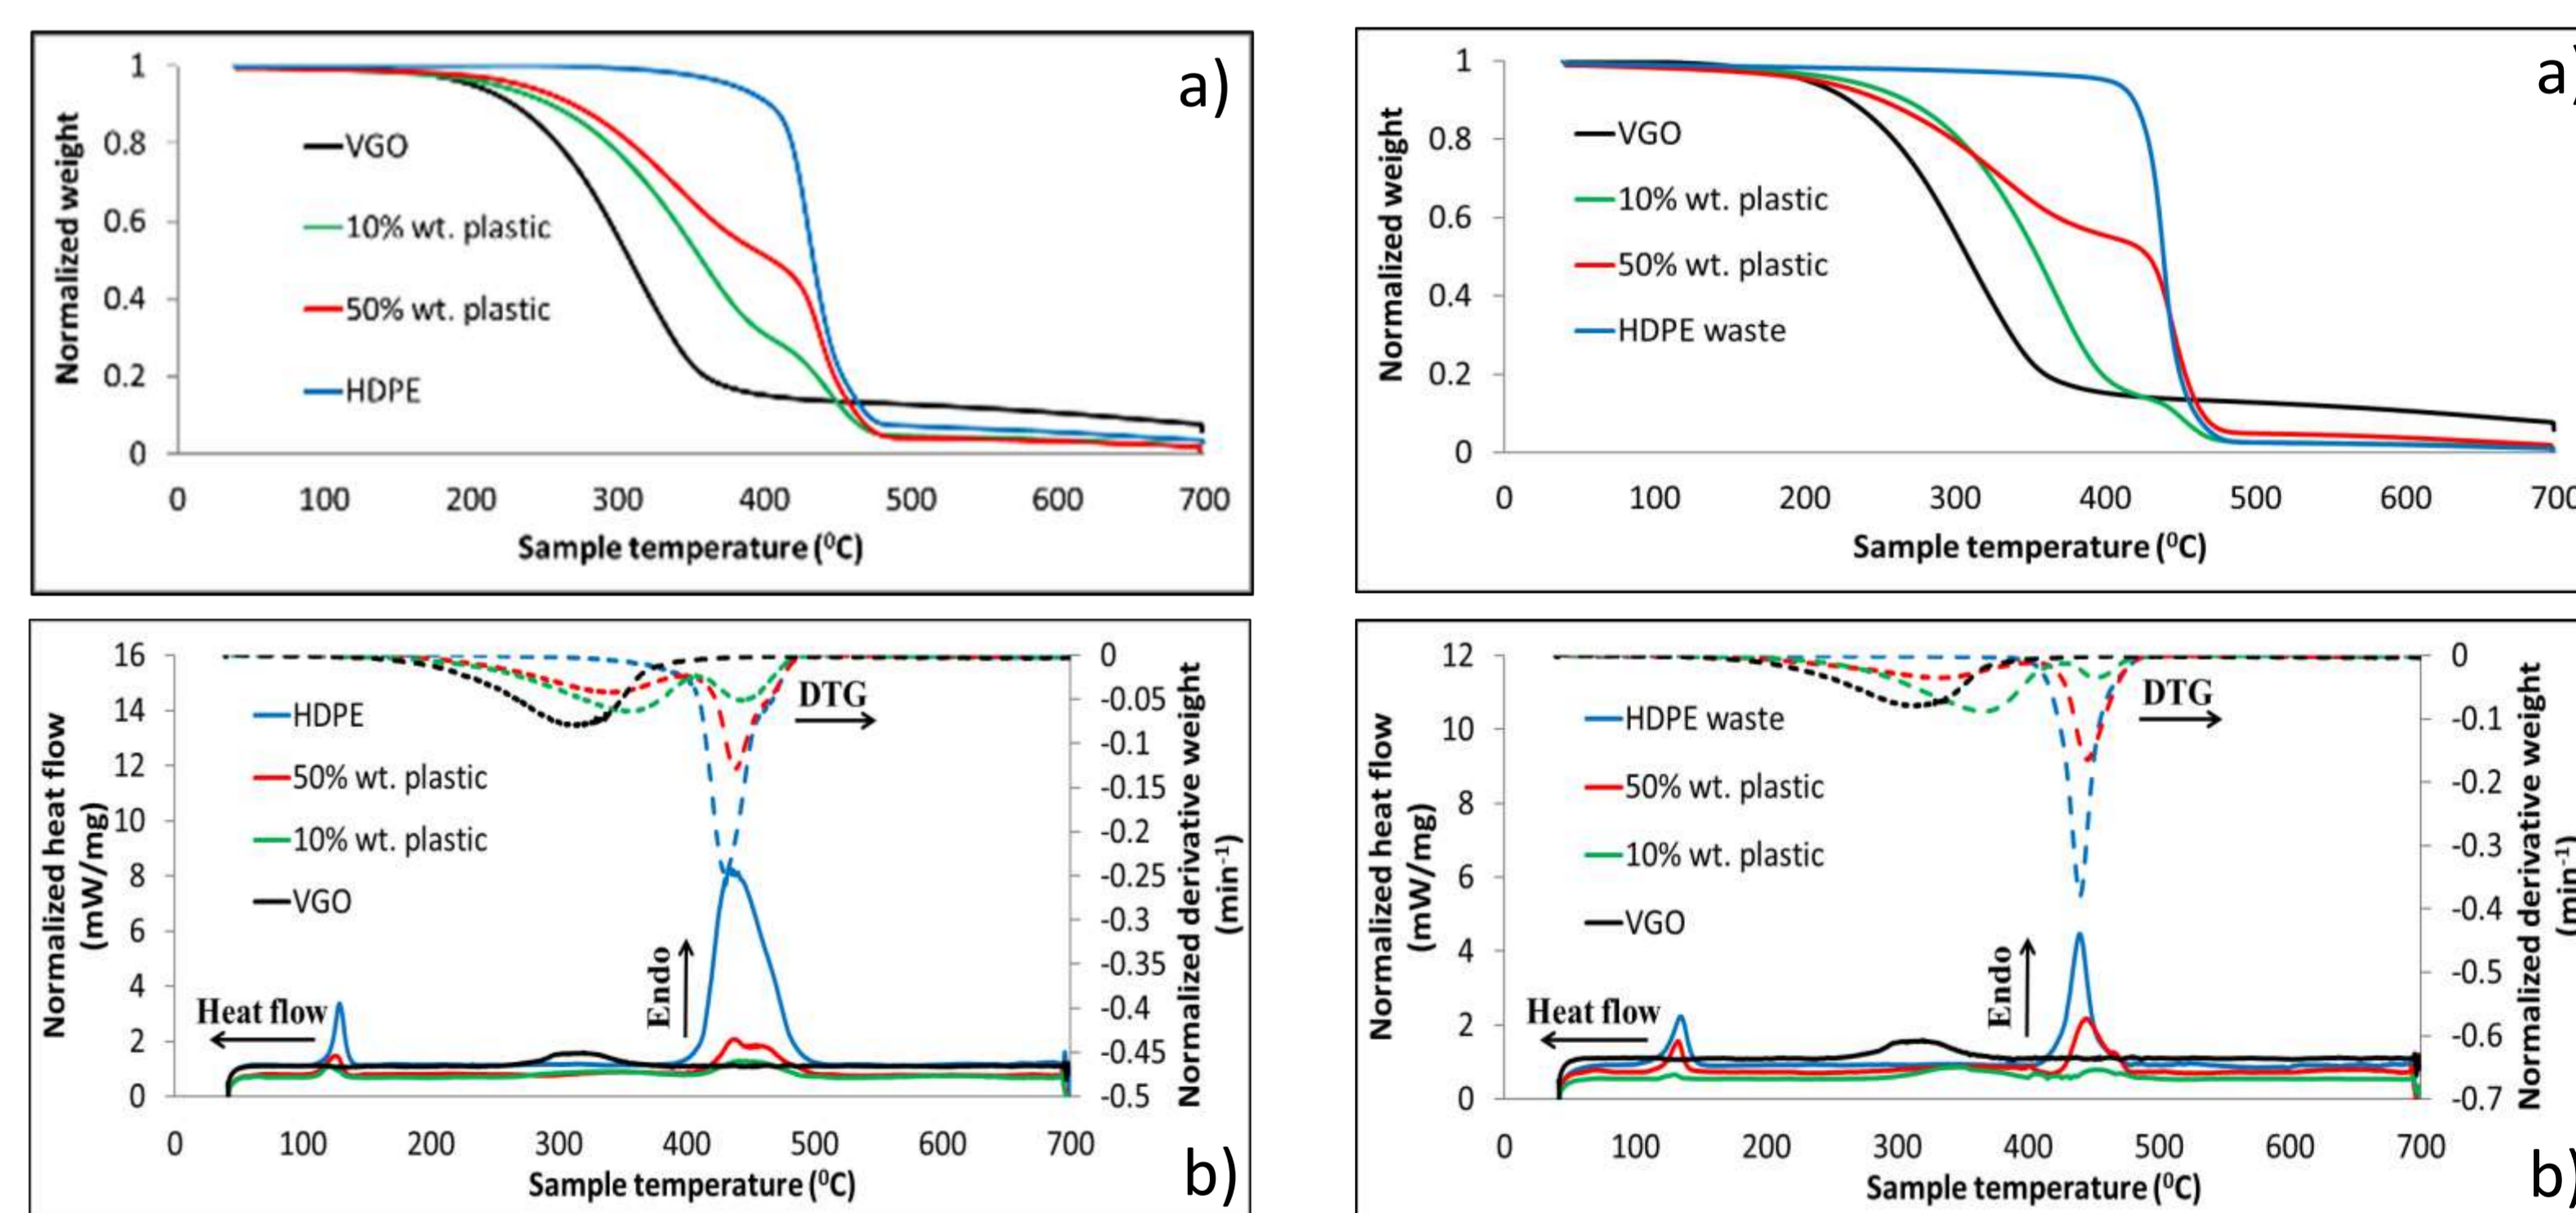 a)
Normalized weight
1
0.8
0.6
0.4
0.2
0
VGO
10% wt. plastic
50% wt. plastic
HDPE
0 100 200 300 400 500 600 700
Sample temperature (⁰C)
a)
Normalized weight
1
0.8
0.6
0.4
0.2
0
VGO
10% wt. plastic
50% wt. plastic
HDPE waste
0 100 200 300 400 500 600 700
Sample temperature (⁰C)
Normalized heat flow
(mW/mg)
16
14
12
10
8
6
4
2
0
HDPE
50% wt. plastic
10% wt. plastic
VGO
Heat flow
Endo
DTG
0
-0.05
-0.1
-0.15
-0.2
-0.25
-0.3
-0.35
-0.4
-0.45
-0.5
Normalized derivative weight
(min⁻¹)
0 100 200 300 400 500 600 700
Sample temperature (⁰C)
b)
Normalized heat flow
(mW/mg)
12
10
8
6
4
2
0
HDPE waste
50% wt. plastic
10% wt. plastic
VGO
Heat flow
Endo
DTG
0
-0.1
-0.2
-0.3
-0.4
-0.5
-0.6
-0.7
Normalized derivative weight
(min⁻¹)
0 100 200 300 400 500 600 700
Sample temperature (⁰C)
b)